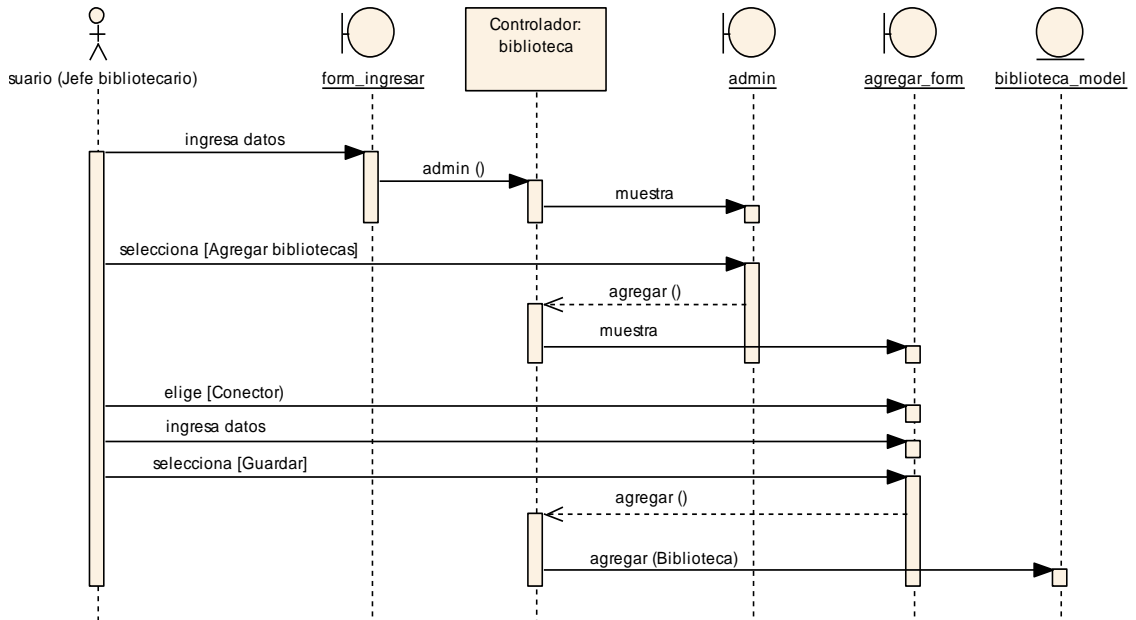 Controlador:
biblioteca
suario (Jefe bibliotecario)
form_ingresar
admin
agregar_form
biblioteca_model
ingresa datos
admin ()
muestra
selecciona [Agregar bibliotecas]
agregar ()
muestra
elige [Conector)
ingresa datos
selecciona [Guardar]
agregar ()
agregar (Biblioteca)